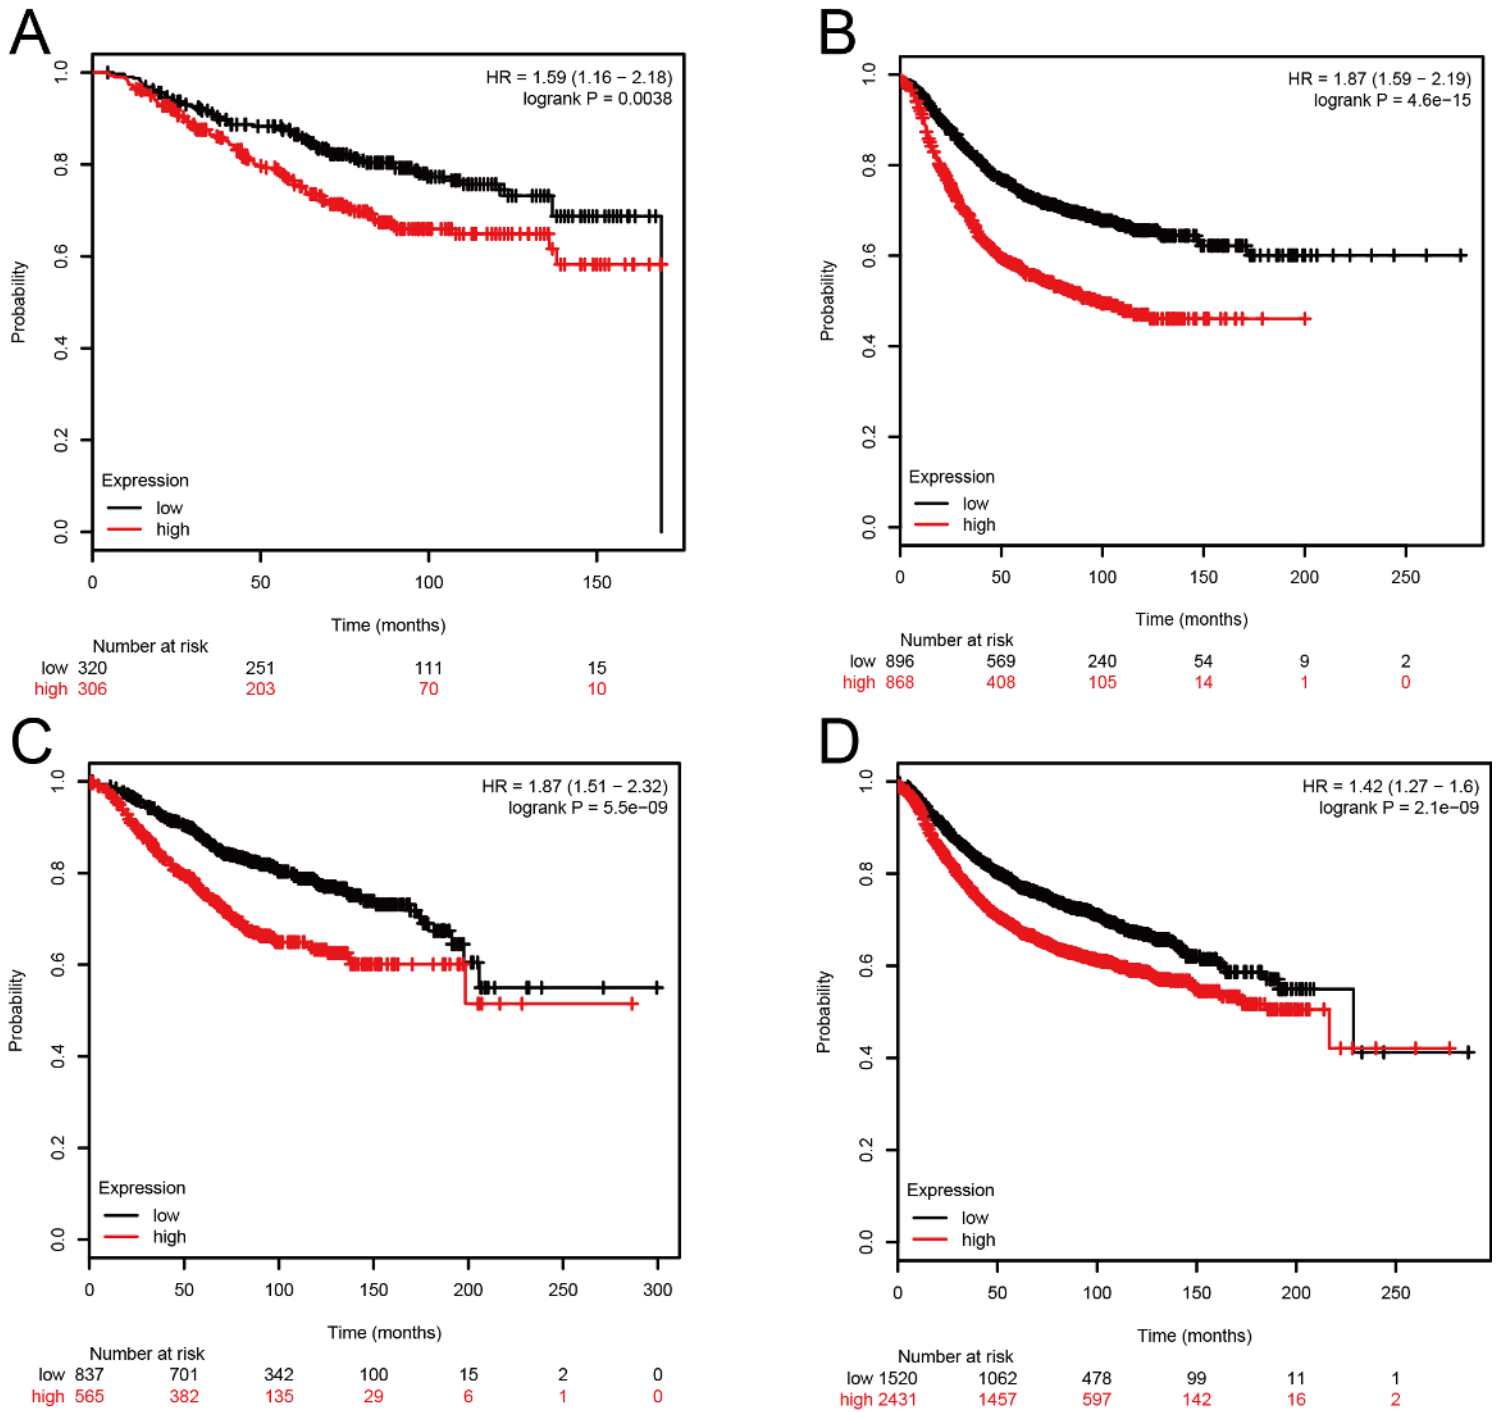 A
HR = 1.59 (1.16 − 2.18)
logrank P = 0.0038
Probability
1.0
0.8
0.6
0.4
0.2
0.0
Expression
low
high
0 50 100 150
Time (months)
Number at risk
low 320 251 111 15
high 306 203 70 10
B
HR = 1.87 (1.59 − 2.19)
logrank P = 4.6e−15
Probability
1.0
0.8
0.6
0.4
0.2
0.0
Expression
low
high
0 50 100 150 200 250
Time (months)
Number at risk
low 896 569 240 54 9 2
high 868 408 105 14 1 0
C
HR = 1.87 (1.51 − 2.32)
logrank P = 5.5e−09
Probability
1.0
0.8
0.6
0.4
0.2
0.0
Expression
low
high
0 50 100 150 200 250 300
Time (months)
Number at risk
low 837 701 342 100 15 2 0
high 565 382 135 29 6 1 0
D
HR = 1.42 (1.27 − 1.6)
logrank P = 2.1e−09
Probability
1.0
0.8
0.6
0.4
0.2
0.0
Expression
low
high
0 50 100 150 200 250
Time (months)
Number at risk
low 1520 1062 478 99 11 1
high 2431 1457 597 142 16 2